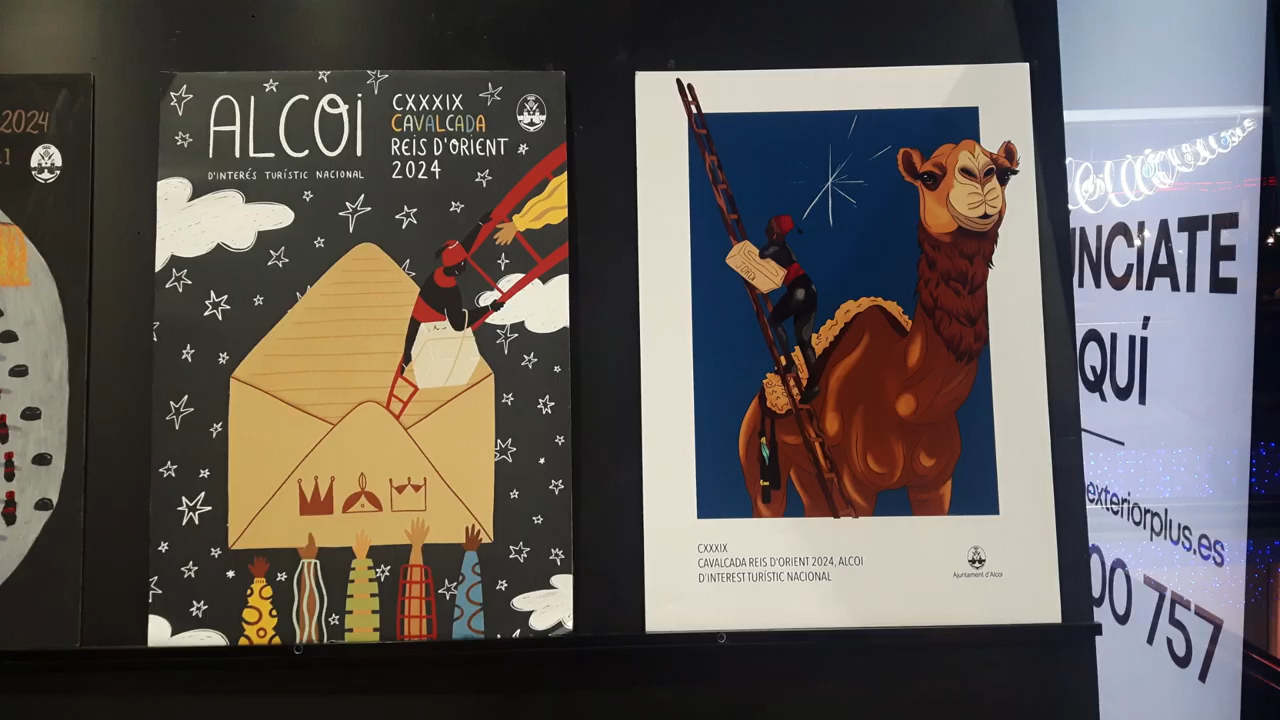 2024
ALCOI
D'INTERÉS TURÍSTIC NACIONAL
CXXXIX
CAVALCADA
REIS D'ORIENT
2024
CXXXIX
CAVALCADA REIS D'ORIENT 2024, ALCOI
D'INTEREST TURÍSTIC NACIONAL
Ajuntament d'Alcoi
NCIATE
QUÍ
exteriorplus.es
00 757